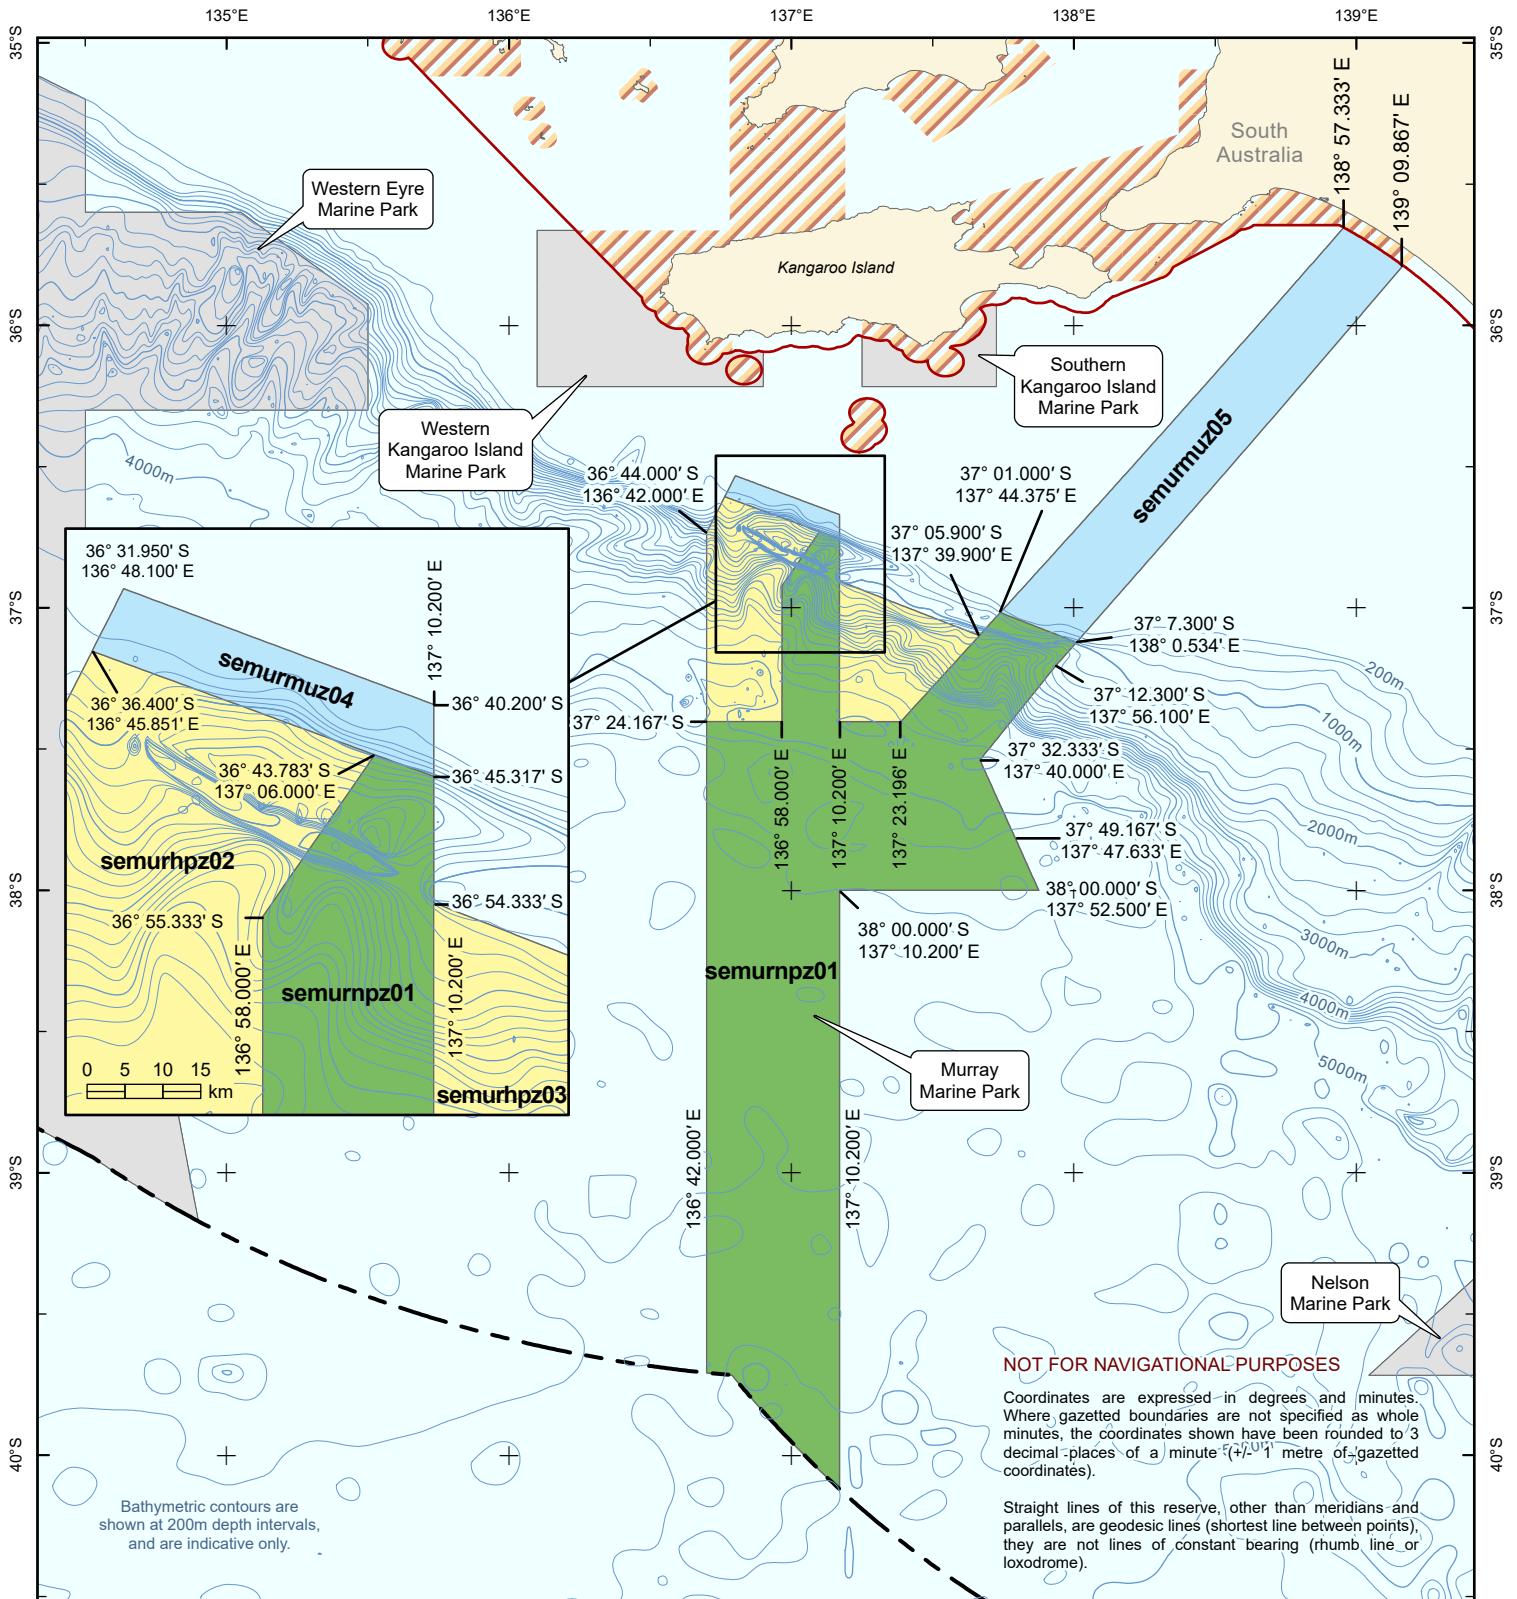 135°E
136°E
137°E
138°E
139°E
35°S
35°S
36°S
36°S
37°S
37°S
38°S
38°S
39°S
39°S
40°S
40°S
South
Australia
138° 57.333' E
139° 09.867' E
Western Eyre
Marine Park
Kangaroo Island
Southern
Kangaroo Island
Marine Park
Western
Kangaroo Island
Marine Park
4000m
36° 44.000' S
136° 42.000' E
37° 01.000' S
137° 44.375' E
semurmuz05
37° 05.900' S
137° 39.900' E
37° 7.300' S
138° 0.534' E
37° 12.300' S
137° 56.100' E
37° 24.167' S
37° 32.333' S
137° 40.000' E
136° 58.000' E
137° 10.200' E
137° 23.196' E
37° 49.167' S
137° 47.633' E
38° 00.000' S
137° 52.500' E
38° 00.000' S
137° 10.200' E
200m
1000m
2000m
3000m
4000m
5000m
semurnpz01
Murray
Marine Park
136° 42.000' E
137° 10.200' E
36° 31.950' S
136° 48.100' E
137° 10.200' E
semurmuz04
36° 36.400' S
136° 45.851' E
36° 40.200' S
36° 43.783' S
137° 06.000' E
36° 45.317' S
semurhpz02
36° 54.333' S
36° 55.333' S
136° 58.000' E
137° 10.200' E
semurnpz01
semurhpz03
0 5 10 15
km
Nelson
Marine Park
NOT FOR NAVIGATIONAL PURPOSES
Coordinates are expressed in degrees and minutes.
Where gazetted boundaries are not specified as whole
minutes, the coordinates shown have been rounded to 3
decimal places of a minute (+/- 1 metre of gazetted
coordinates).
Straight lines of this reserve, other than meridians and
parallels, are geodesic lines (shortest line between points),
they are not lines of constant bearing (rhumb line or
loxodrome).
Bathymetric contours are
shown at 200m depth intervals,
and are indicative only.